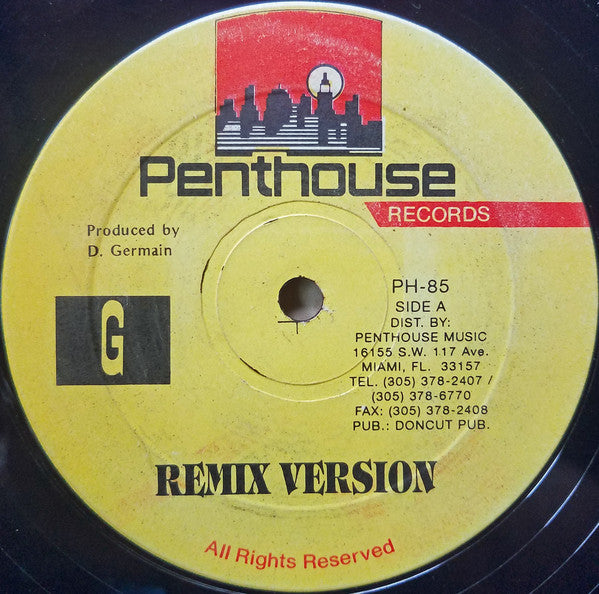 Penthouse
RECORDS
Produced by
D. Germain
G
PH-85
SIDE A
DIST. BY:
PENTHOUSE MUSIC
16155 S.W. 117 Ave.
MIAMI, FL. 33157
TEL. (305) 378-2407 /
(305) 378-6770
FAX: (305) 378-2408
PUB.: DONCUT PUB.
REMIX VERSION
All Rights Reserved